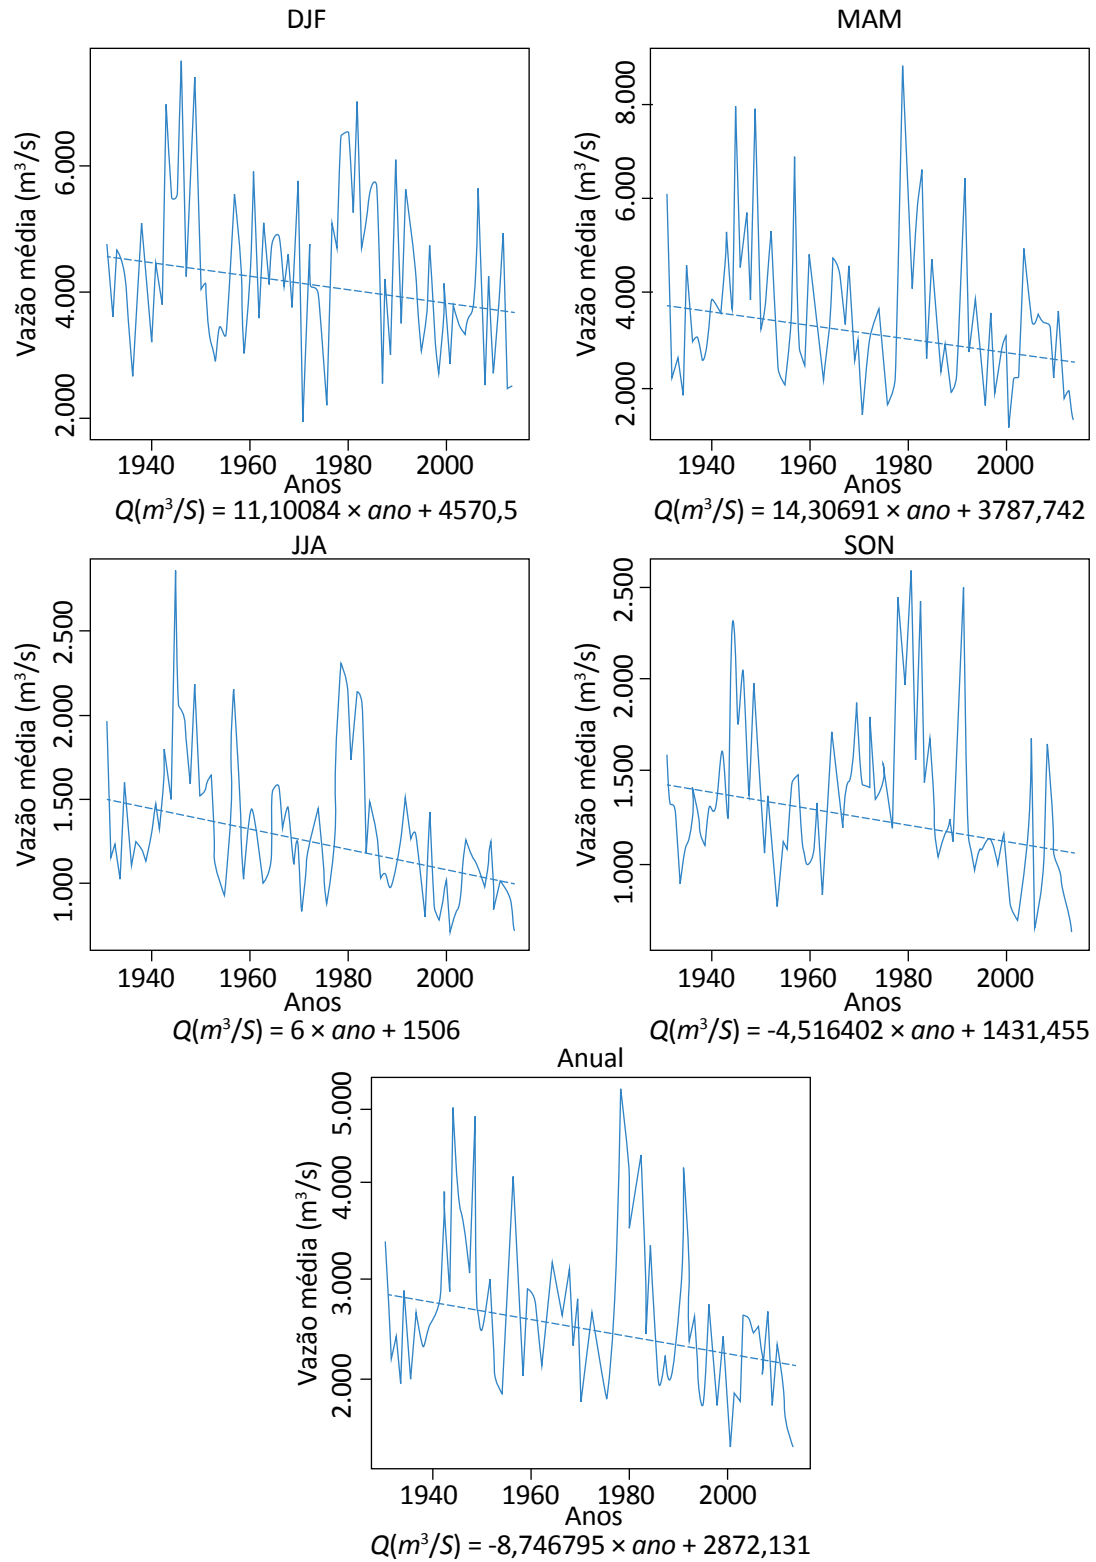 DJF
Vazão média (m³/s)
6.000
4.000
2.000
1940 1960 1980 2000
Anos
Q(m³/S) = 11,10084 × ano + 4570,5
MAM
Vazão média (m³/s)
8.000
6.000
4.000
2.000
1940 1960 1980 2000
Anos
Q(m³/S) = 14,30691 × ano + 3787,742
JJA
Vazão média (m³/s)
2.500
2.000
1.500
1.000
1940 1960 1980 2000
Anos
Q(m³/S) = 6 × ano + 1506
SON
Vazão média (m³/s)
2.500
2.000
1.500
1.000
1940 1960 1980 2000
Anos
Q(m³/S) = -4,516402 × ano + 1431,455
Anual
Vazão média (m³/s)
5.000
4.000
3.000
2.000
1940 1960 1980 2000
Anos
Q(m³/S) = -8,746795 × ano + 2872,131